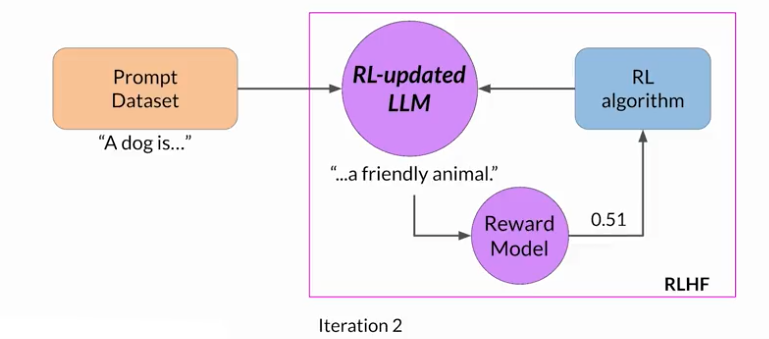 Prompt
Dataset
“A dog is...”
RL-updated
LLM
RL
algorithm
“...a friendly animal.”
Reward
Model
0.51
RLHF
Iteration 2